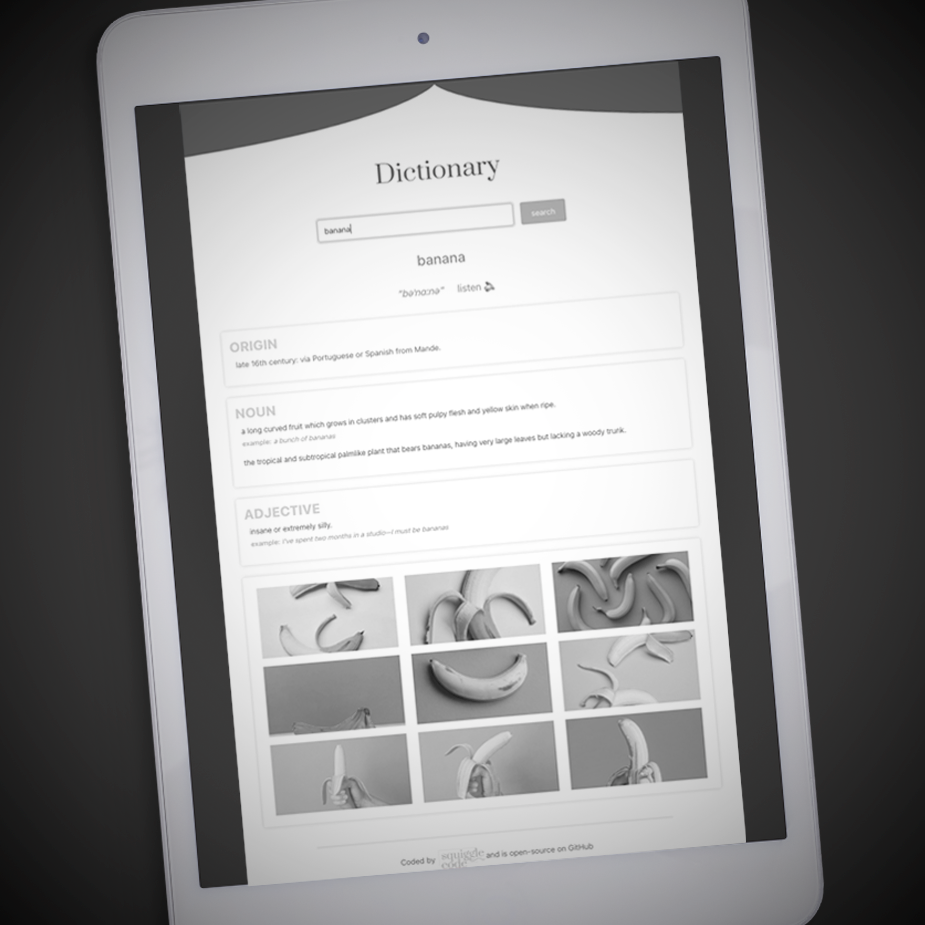 Dictionary
banana
search
banana
"bəˈnɑːnə" listen
ORIGIN
late 16th century: via Portuguese or Spanish from Mande.
NOUN
a long curved fruit which grows in clusters and has soft pulpy flesh and yellow skin when ripe.
example: a bunch of bananas
the tropical and subtropical palmlike plant that bears bananas, having very large leaves but lacking a woody trunk.
ADJECTIVE
insane or extremely silly.
example: I've spent two months in a studio—I must be bananas
Coded by squiggle code and is open-source on GitHub